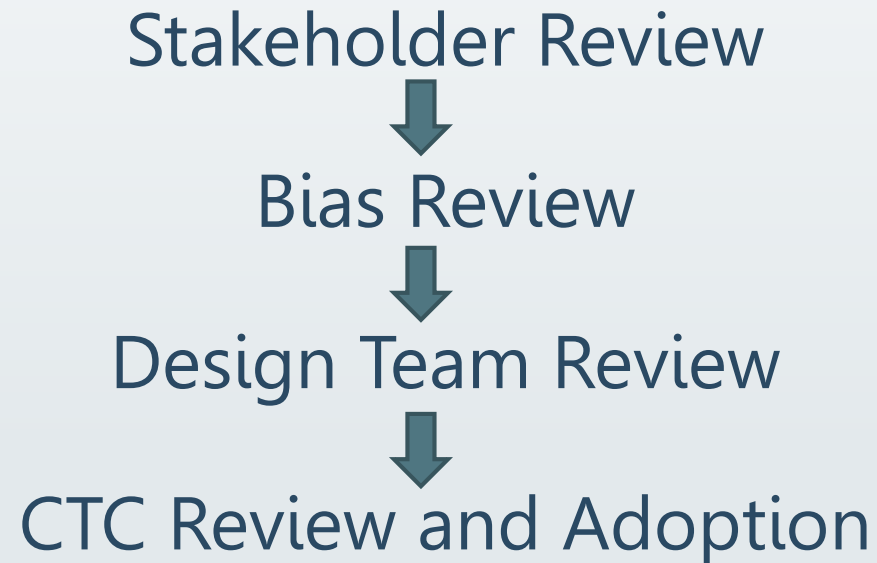 Stakeholder Review
Bias Review
Design Team Review
CTC Review and Adoption